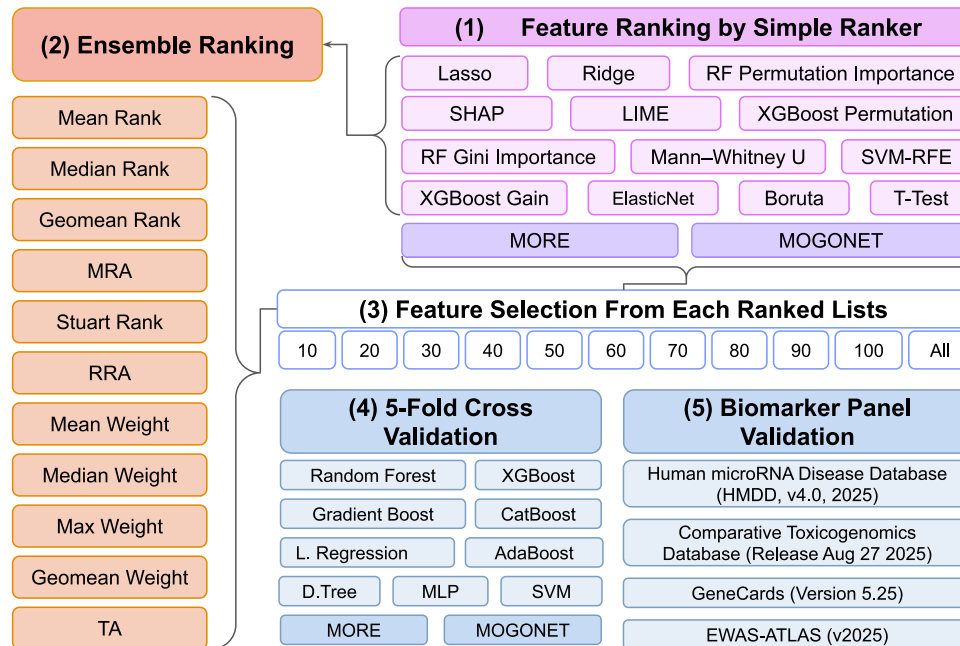 (2) Ensemble Ranking
Mean Rank
Median Rank
Geomean Rank
MRA
Stuart Rank
RRA
Mean Weight
Median Weight
Max Weight
Geomean Weight
TA
(1) Feature Ranking by Simple Ranker
Lasso
Ridge
RF Permutation Importance
SHAP
LIME
XGBoost Permutation
RF Gini Importance
Mann–Whitney U
SVM-RFE
XGBoost Gain
ElasticNet
Boruta
T-Test
MORE
MOGONET
(3) Feature Selection From Each Ranked Lists
10
20
30
40
50
60
70
80
90
100
All
(4) 5-Fold Cross
Validation
Random Forest
XGBoost
Gradient Boost
CatBoost
L. Regression
AdaBoost
D.Tree
MLP
SVM
MORE
MOGONET
(5) Biomarker Panel
Validation
Human microRNA Disease Database
(HMDD, v4.0, 2025)
Comparative Toxicogenomics
Database (Release Aug 27 2025)
GeneCards (Version 5.25)
EWAS-ATLAS (v2025)